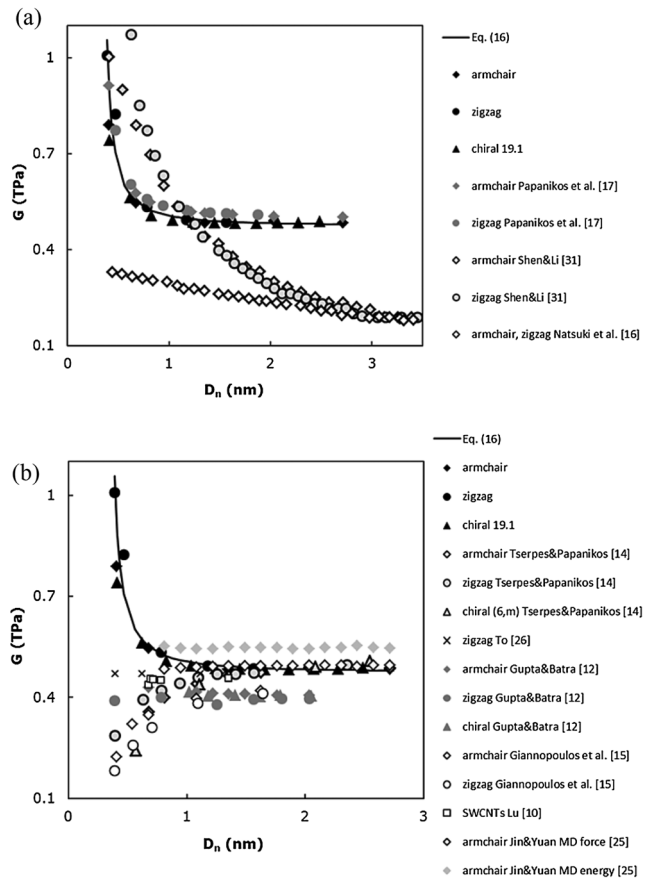 (a)
1
0.7
0.4
0.1
G (TPa)
0
1
2
3
Dn (nm)
Eq. (16)
armchair
zigzag
chiral 19.1
armchair Papanikos et al. [17]
zigzag Papanikos et al. [17]
armchair Shen&Li [31]
zigzag Shen&Li [31]
armchair, zigzag Natsuki et al. [16]
(b)
1
0.7
0.4
0.1
G (TPa)
0
1
2
3
Dn (nm)
Eq. (16)
armchair
zigzag
chiral 19.1
armchair Tserpes&Papanikos [14]
zigzag Tserpes&Papanikos [14]
chiral (6,m) Tserpes&Papanikos [14]
zigzag To [26]
armchair Gupta&Batra [12]
zigzag Gupta&Batra [12]
chiral Gupta&Batra [12]
armchair Giannopoulos et al. [15]
zigzag Giannopoulos et al. [15]
SWCNTs Lu [10]
armchair Jin&Yuan MD force [25]
armchair Jin&Yuan MD energy [25]